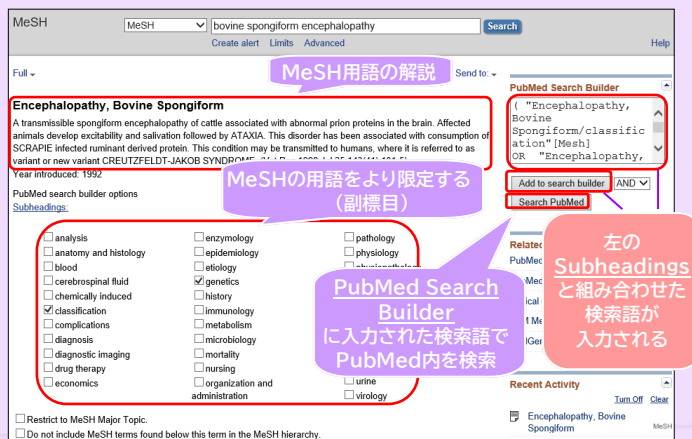 MeSH
MeSH
bovine spongiform encephalopathy
Search
Create alert Limits Advanced
Help
Full
MeSH用語の解説
Send to:
PubMed Search Builder
Encephalopathy, Bovine Spongiform
A transmissible spongiform encephalopathy of cattle associated with abnormal prion proteins in the brain. Affected
animals develop excitability and salivation followed by ATAXIA. This disorder has been associated with consumption of
SCRAPIE infected ruminant derived protein. This condition may be transmitted to humans, where it is referred to as
variant or new variant CREUTZFELDT-JAKOB SYNDROME.
Year introduced: 1992
( "Encephalopathy,
Bovine
Spongiform/classific
ation"[Mesh]
OR "Encephalopathy,
Add to search builder AND
Search PubMed
MeSHの用語をより限定する
(副標目)
PubMed search builder options
Subheadings:
analysis
anatomy and histology
blood
cerebrospinal fluid
chemically induced
classification
complications
diagnosis
diagnostic imaging
drug therapy
economics
enzymology
epidemiology
etiology
genetics
history
immunology
metabolism
microbiology
mortality
nursing
organization and
administration
pathology
physiology
urine
virology
PubMed Search
Builder
に入力された検索語で
PubMed内を検索
左の
Subheadings
と組み合わせた
検索語が
入力される
Recent Activity
Turn Off Clear
Encephalopathy, Bovine
Spongiform
MeSH
Restrict to MeSH Major Topic.
Do not include MeSH terms found below this term in the MeSH hierarchy.